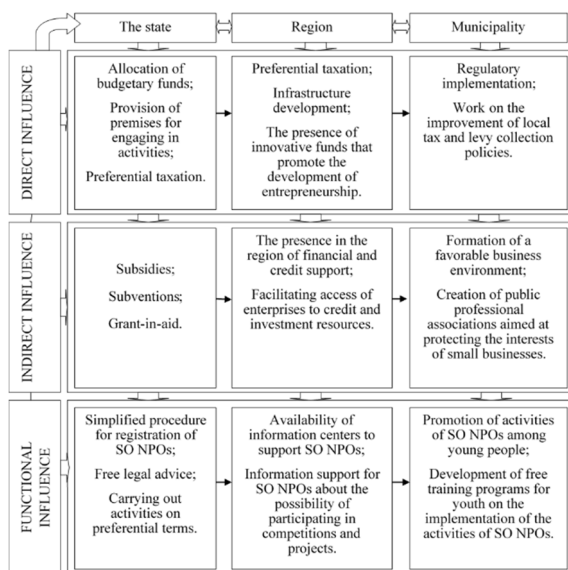 The state
Region
Municipality
DIRECT INFLUENCE
Allocation of
budgetary funds;
Provision of
premises for
engaging in
activities;
Preferential taxation.
Preferential taxation;
Infrastructure
development;
The presence of
innovative funds that
promote the
development of
entrepreneurship.
Regulatory
implementation;
Work on the
improvement of local
tax and levy collection
policies.
INDIRECT INFLUENCE
Subsidies;
Subventions;
Grant-in-aid.
The presence in the
region of financial and
credit support;
Facilitating access of
enterprises to credit and
investment resources.
Formation of a
favorable business
environment;
Creation of public
professional
associations aimed at
protecting the interests
of small businesses.
FUNCTIONAL
INFLUENCE
Simplified procedure
for registration of
SO NPOs;
Free legal advice;
Carrying out
activities on
preferential terms.
Availability of
information centers to
support SO NPOs;
Information support for
SO NPOs about the
possibility of
participating in
competitions and
projects.
Promotion of activities
of SO NPOs among
young people;
Development of free
training programs for
youth on the
implementation of the
activities of SO NPOs.